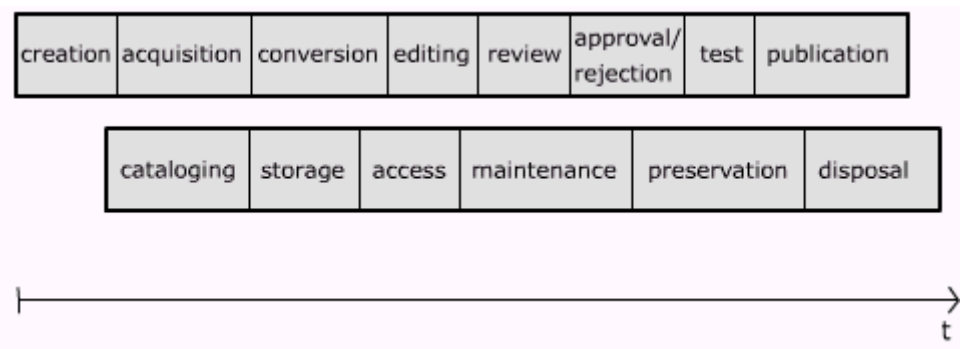 creation acquisition conversion editing review approval/
rejection test publication
cataloging storage access maintenance preservation disposal
t